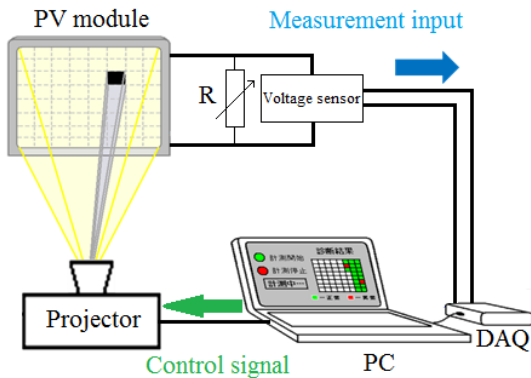 PV module
Measurement input
R
Voltage sensor
診断結果
計測開始
計測停止
計測中…
Projector
Control signal
PC
DAQ